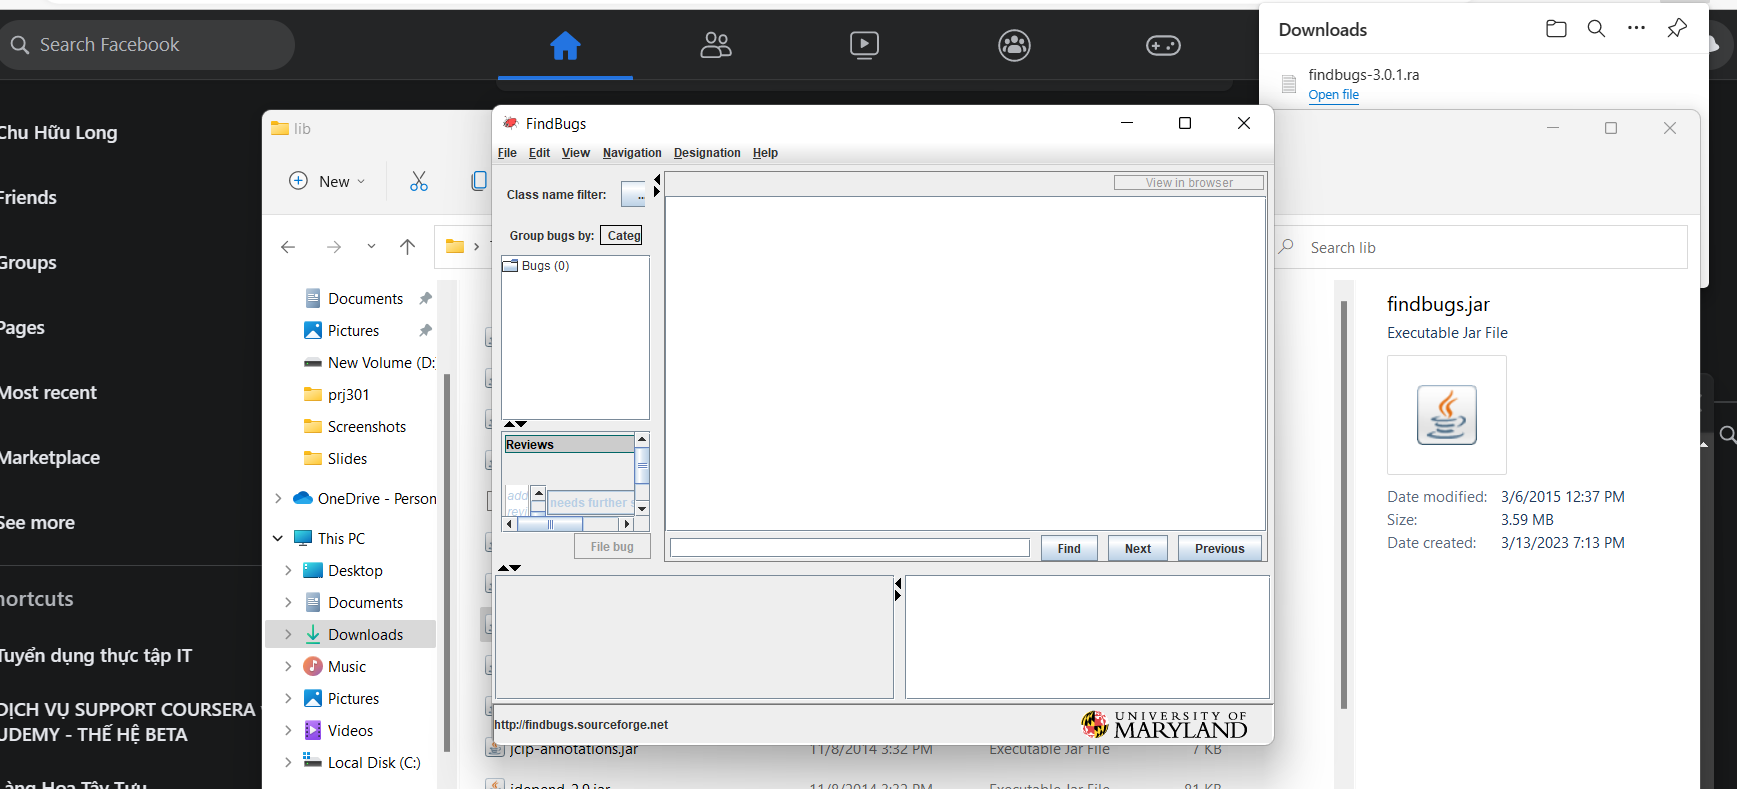 Search Facebook
Chu Hữu Long
Friends
Groups
Pages
Most recent
Marketplace
See more
Tuyển dụng thực tập IT
DỊCH VỤ SUPPORT COURSERA
UDEMY - THẾ HỆ BETA
Làng Hoa Tây Tựu
Downloads
findbugs-3.0.1.ra
Open file
lib
New
Search lib
Documents
Pictures
New Volume (D:
prj301
Screenshots
Slides
OneDrive - Person
This PC
Desktop
Documents
Downloads
Music
Pictures
Videos
Local Disk (C:)
FindBugs
File Edit View Navigation Designation Help
Class name filter: ..
Group bugs by: Categ
View in browser
Bugs (0)
Reviews
add
revi
needs further s
File bug
Find Next Previous
http://findbugs.sourceforge.net
UNIVERSITY OF
MARYLAND
jcip-annotations.jar 11/8/2014 3:32 PM Executable Jar File 7 KB
jdepend-2.9.jar 11/8/2014 3:32 PM Executable Jar File 81 KB
findbugs.jar
Executable Jar File
Date modified: 3/6/2015 12:37 PM
Size: 3.59 MB
Date created: 3/13/2023 7:13 PM